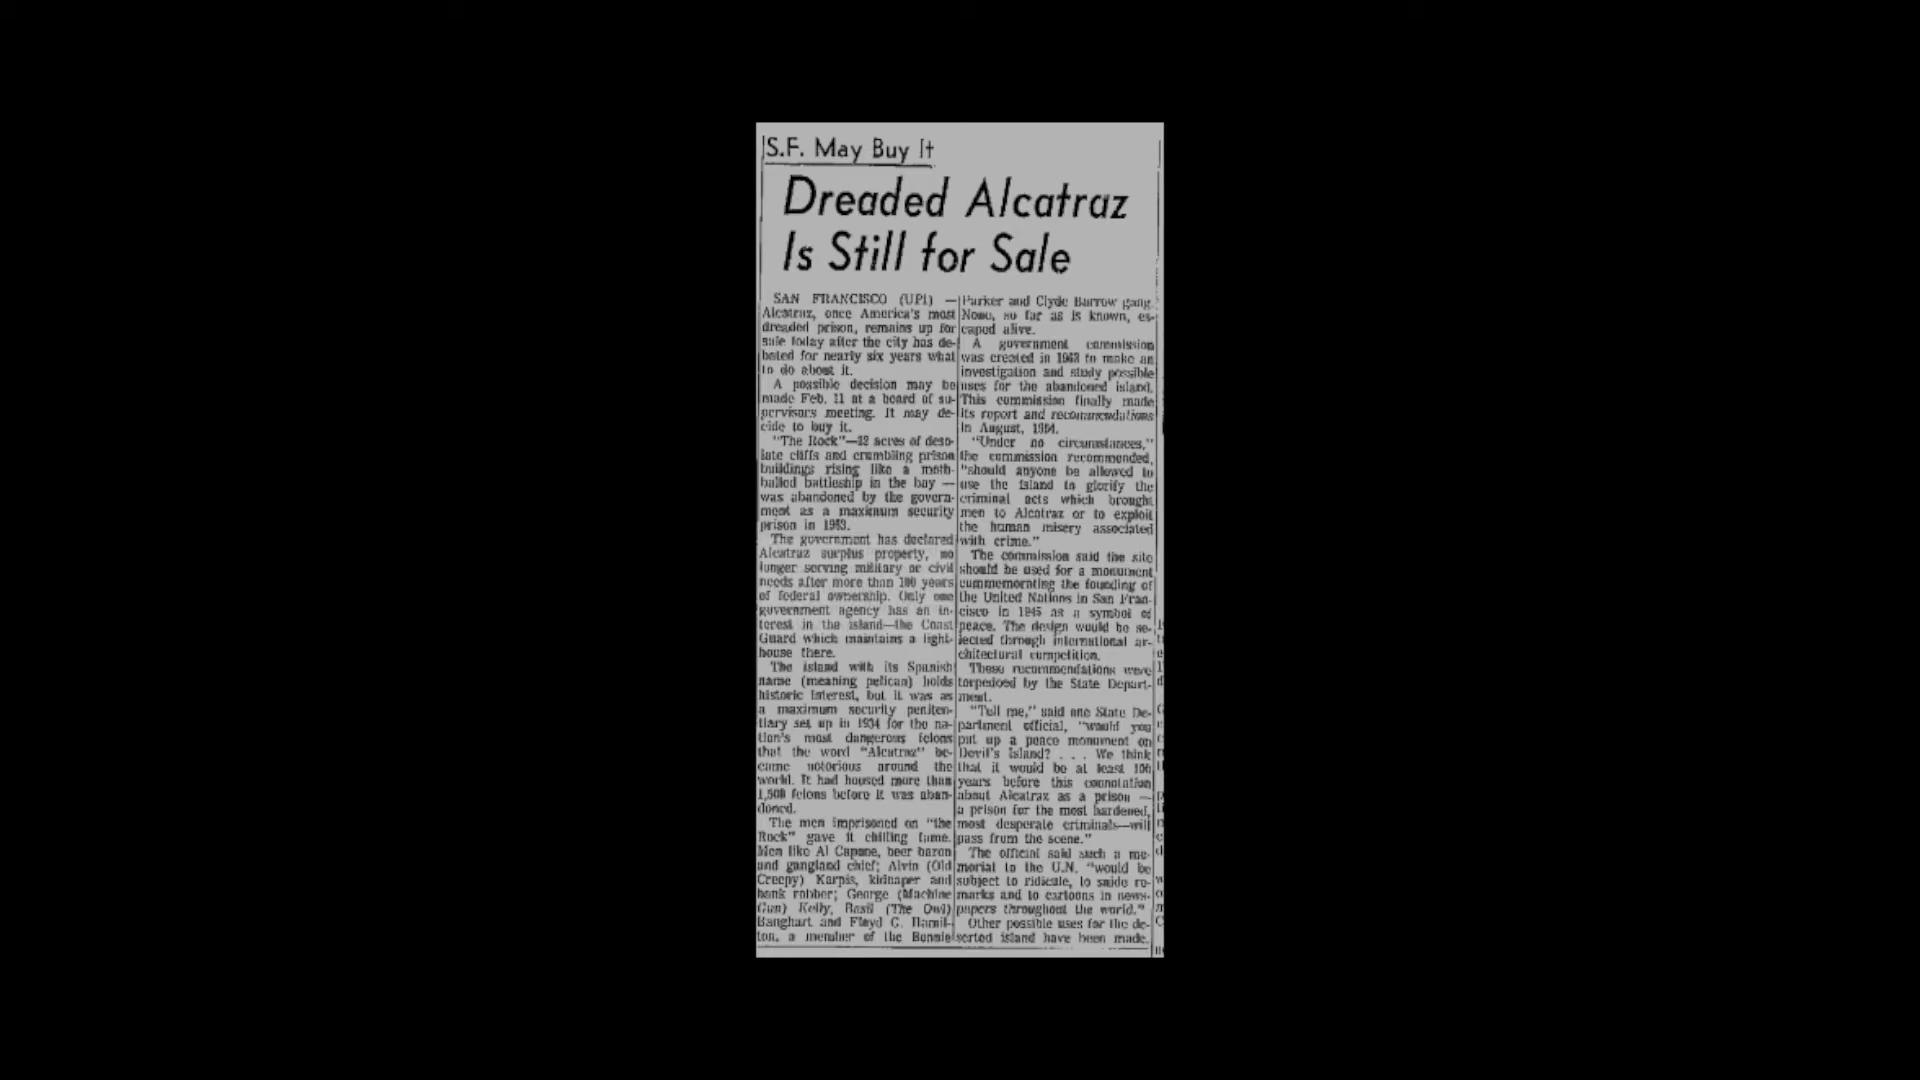 S.F. May Buy It
Dreaded Alcatraz
Is Still for Sale
SAN FRANCISCO (UPI) —
Alcatraz, once America's most
dreaded prison, remains up for
sale today after the city has de-
bated for nearly six years what
to do about it.
A possible decision may be
made Feb. 11 at a board of su-
pervisors meeting. It may de-
cide to buy it.
"The Rock"—12 acres of deso-
late cliffs and crumbling prison
buildings rising like a moth-
balled battleship in the bay —
was abandoned by the govern-
ment as a maximum security
prison in 1963.
The government has declared
Alcatraz surplus property, no
longer serving military or civil
needs after more than 100 years
of federal ownership. Only one
government agency has an in-
terest in the island—the Coast
Guard which maintains a light-
house there.
The island with its Spanish
name (meaning pelican) holds
historic interest, but it was as
a maximum security peniten-
tiary set up in 1934 for the na-
tion's most dangerous felons
that the word "Alcatraz" be-
came notorious around the
world. It had housed more than
1,500 felons before it was aban-
doned.
The men imprisoned on "the
Rock" gave it chilling fame.
Men like Al Capone, beer baron
and gangland chief; Alvin (Old
Creepy) Karpis, kidnaper and
bank robber; George (Machine
Gun) Kelly, Basil (The Owl)
Banghart and Floyd G. Hamil-
ton, a member of the Bonnie
Parker and Clyde Barrow gang.
None, so far as is known, es-
caped alive.
A government commission
was created in 1963 to make an
investigation and study possible
uses for the abandoned island.
This commission finally made
its report and recommendations
in August, 1964.
"Under no circumstances,"
the commission recommended,
"should anyone be allowed to
use the island to glorify the
criminal acts which brought
men to Alcatraz or to exploit
the human misery associated
with crime."
The commission said the site
should be used for a monument
commemorating the founding of
the United Nations in San Fran-
cisco in 1945 as a symbol of
peace. The design would be se-
lected through international ar-
chitectural competition.
These recommendations were
torpedoed by the State Depart-
ment.
"Tell me," said one State De-
partment official, "would you
put up a peace monument on
Devil's Island? . . . We think
that it would be at least 100
years before this connotation
about Alcatraz as a prison —
a prison for the most hardened,
most desperate criminals—will
pass from the scene."
The official said such a me-
morial to the U.N. "would be
subject to ridicule, to snide re-
marks and to cartoons in news-
papers throughout the world."
Other possible uses for the de-
serted island have been made.